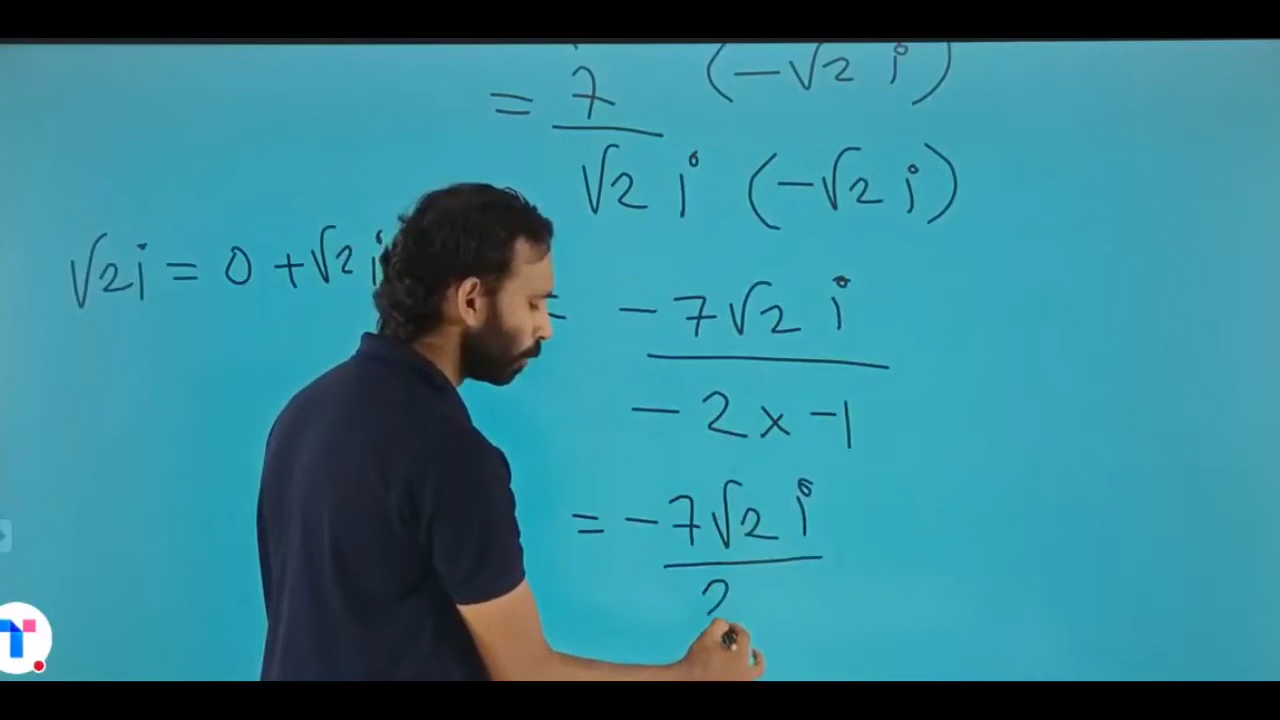 = 7 (-√2 i)
√2 i (-√2 i)
√2i = 0 + √2 i
= -7√2 i
-2 x -1
= -7√2 i
2